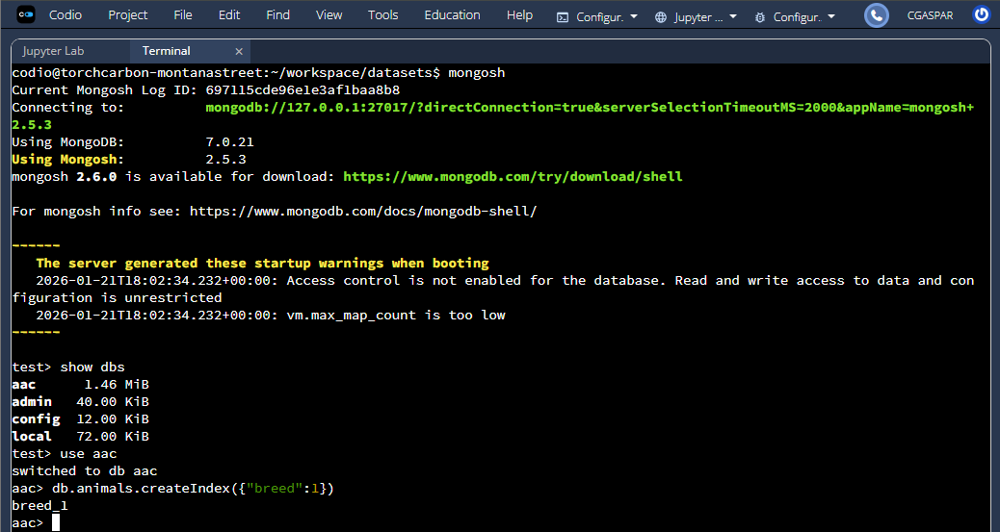 Codio Project File Edit Find View Tools Education Help Configur. Jupyter ... Configur.. CGASPAR
Jupyter Lab Terminal ×
codio@torchcarbon-montanastreet:~/workspace/datasets$ mongosh
Current Mongosh Log ID: 697115cde96e1e3af1baa8b8
Connecting to: mongodb://127.0.0.1:27017/?directConnection=true&serverSelectionTimeoutMS=2000&appName=mongosh+
2.5.3
Using MongoDB: 7.0.21
Using Mongosh: 2.5.3
mongosh 2.6.0 is available for download: https://www.mongodb.com/try/download/shell
For mongosh info see: https://www.mongodb.com/docs/mongodb-shell/
------
The server generated these startup warnings when booting
2026-01-21T18:02:34.232+00:00: Access control is not enabled for the database. Read and write access to data and con
figuration is unrestricted
2026-01-21T18:02:34.232+00:00: vm.max_map_count is too low
------
test> show dbs
aac 1.46 MiB
admin 40.00 KiB
config 12.00 KiB
local 72.00 KiB
test> use aac
switched to db aac
aac> db.animals.createIndex({"breed":1})
breed_1
aac>